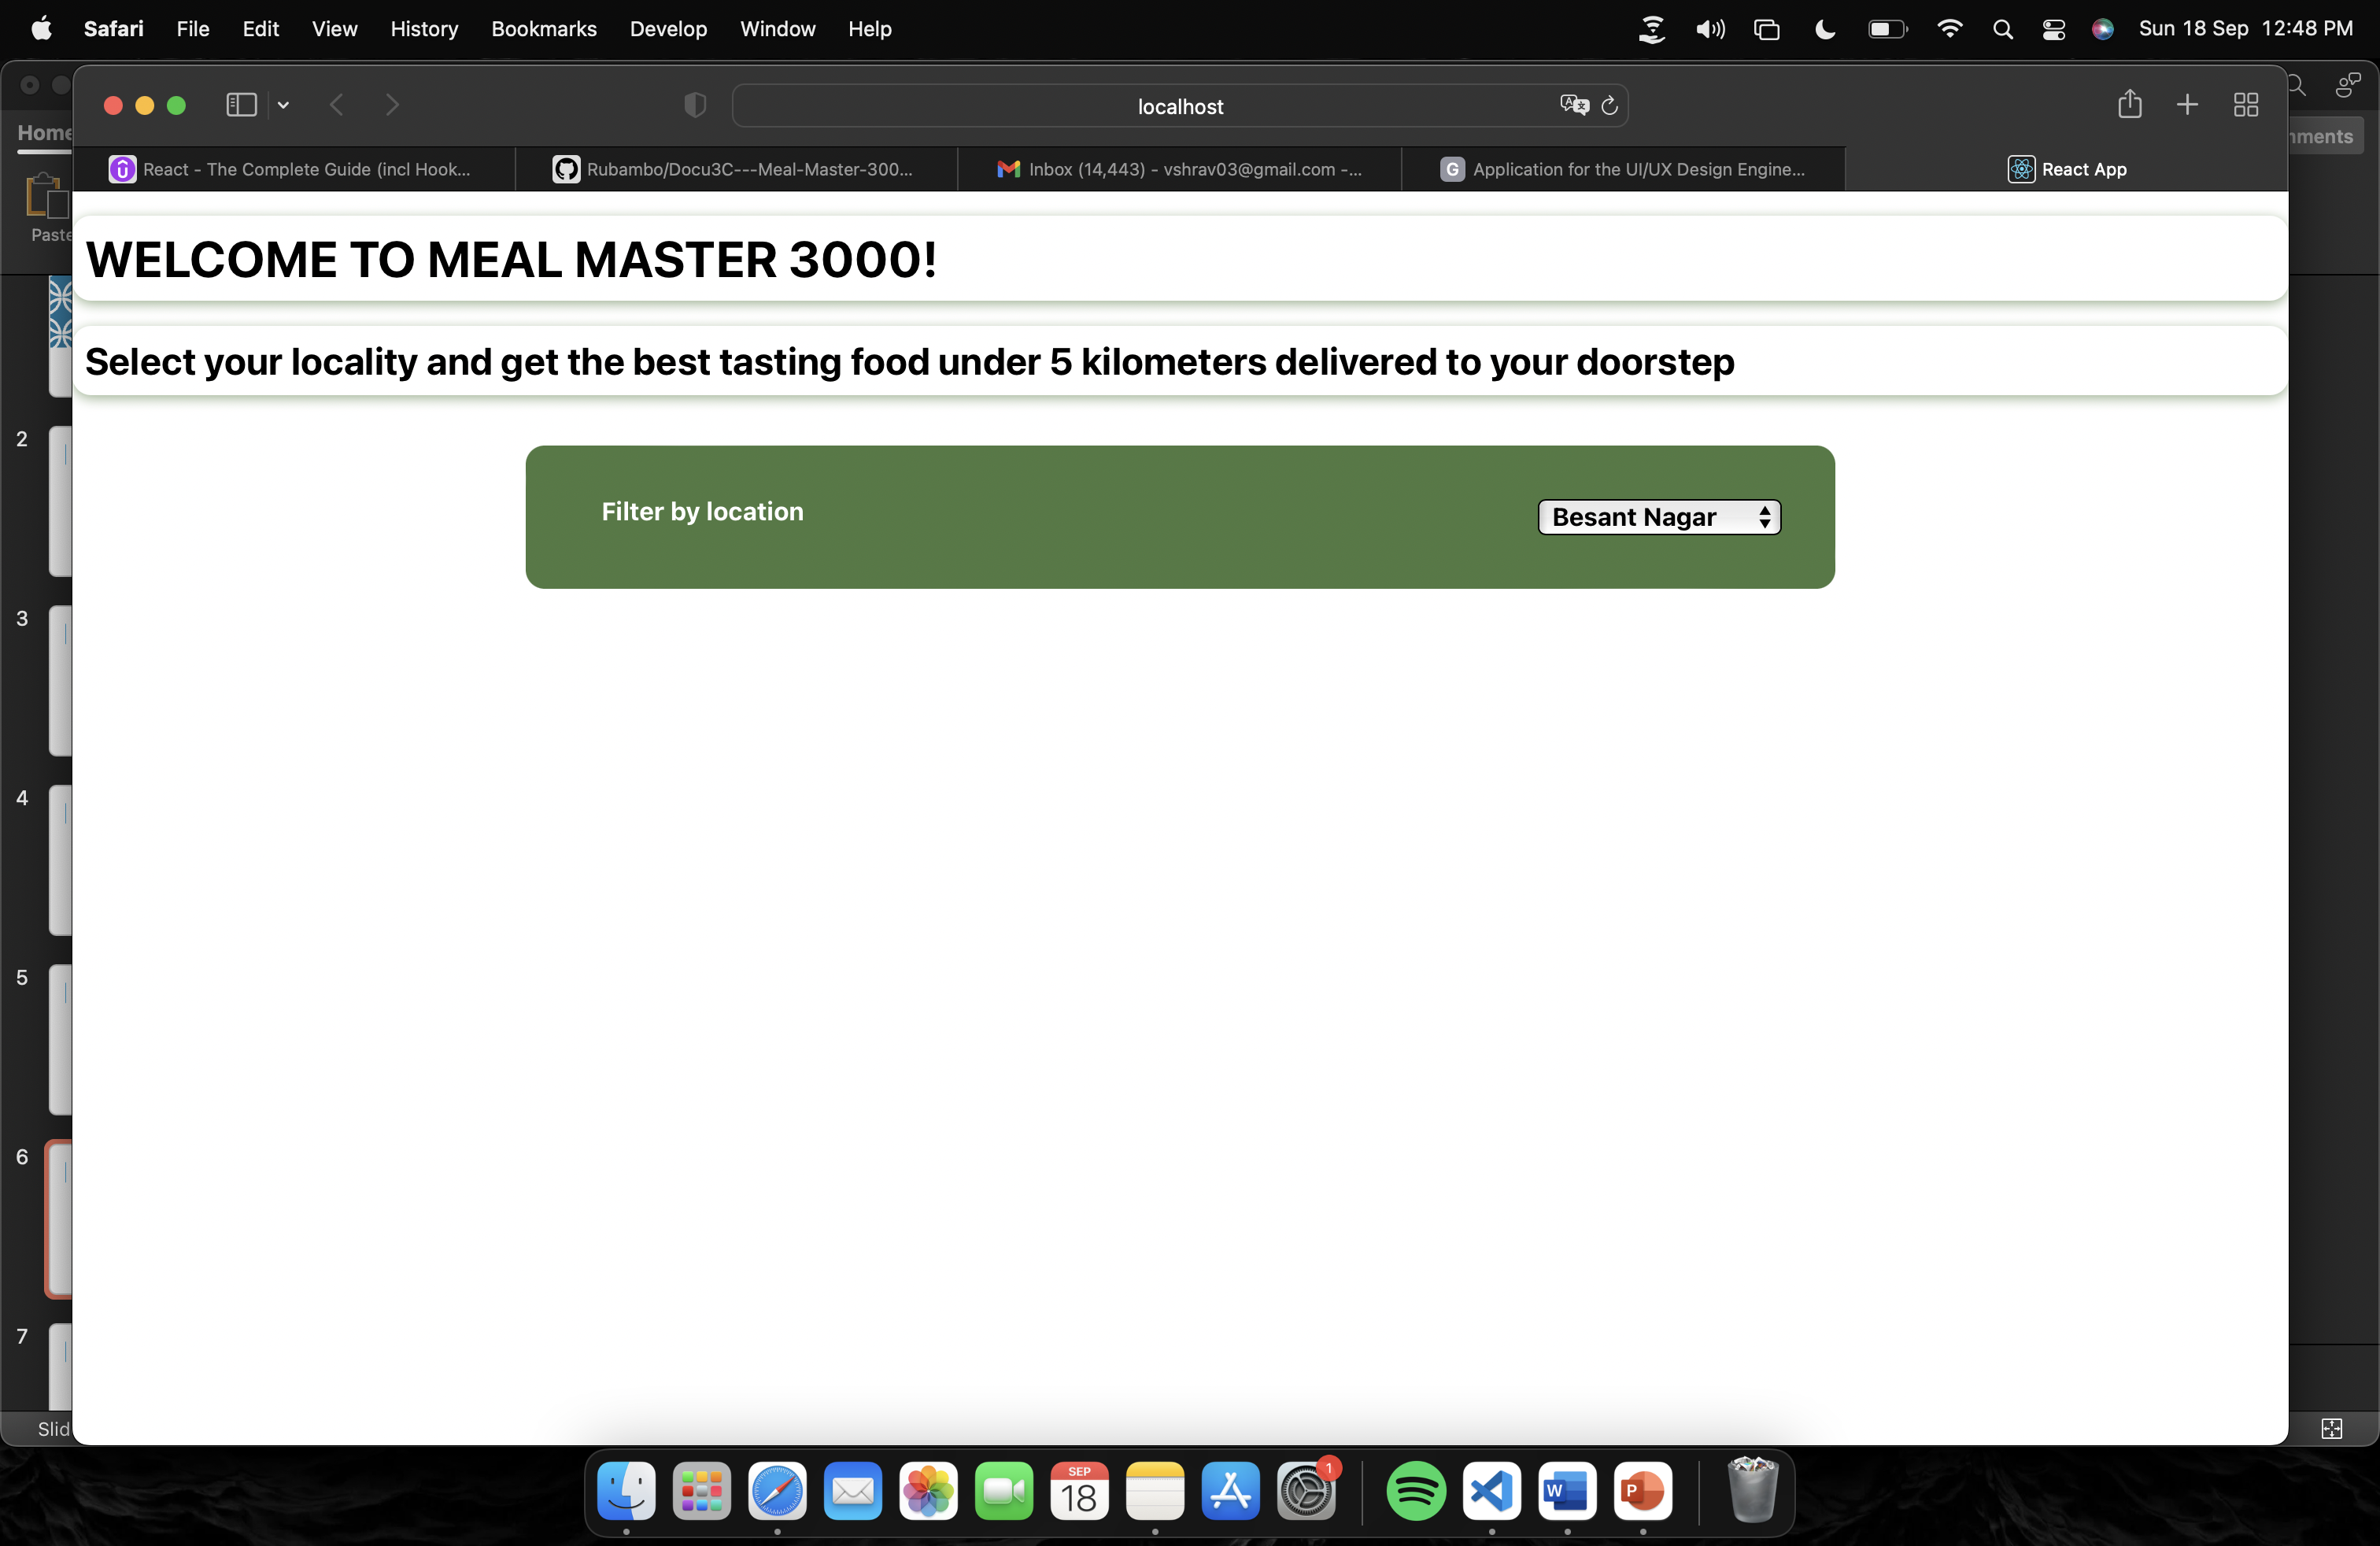 Safari File Edit View History Bookmarks Develop Window Help Sun 18 Sep 12:48 PM
localhost
Home
React - The Complete Guide (incl Hook...
Rubambo/Docu3C---Meal-Master-300...
Inbox (14,443) - vshrav03@gmail.com -...
G Application for the UI/UX Design Engine...
React App
Paste
WELCOME TO MEAL MASTER 3000!
Select your locality and get the best tasting food under 5 kilometers delivered to your doorstep
Filter by location
Besant Nagar
2
3
4
5
6
7
Slid
SEP
18
1
W
P